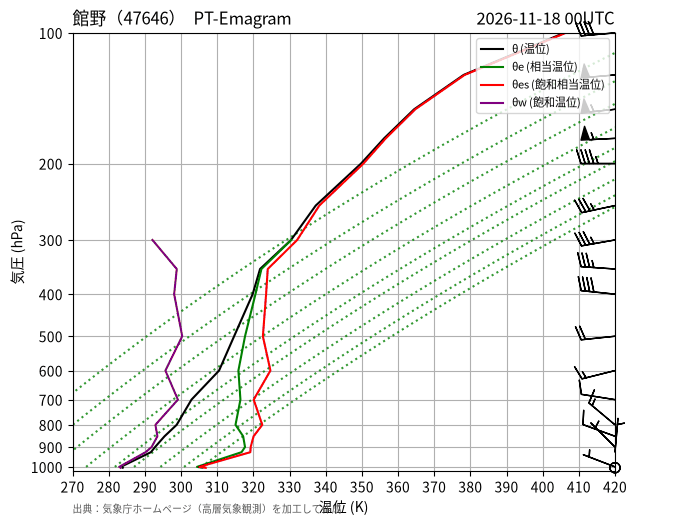 館野（47646） PT-Emagram
2026-11-18 00UTC
θ (温位)
θe (相当温位)
θes (飽和相当温位)
θw (飽和温位)
気圧 (hPa)
100
200
300
400
500
600
700
800
900
1000
270 280 290 300 310 320 330 340 350 360 370 380 390 400 410 420
温位 (K)
出典：気象庁ホームページ（高層気象観測）を加工して